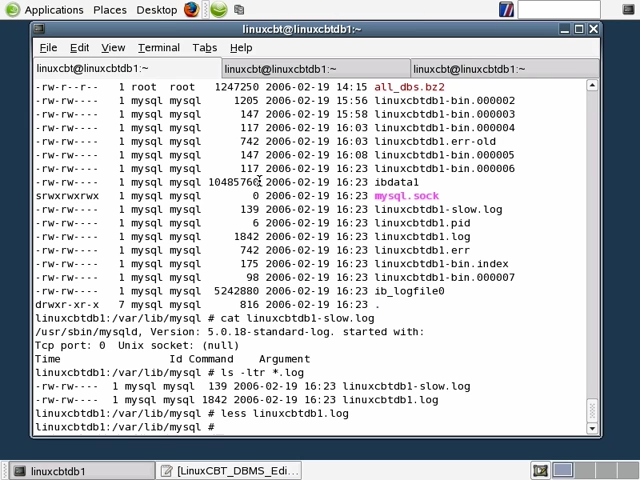 Applications Places Desktop
linuxcbt@linuxcbtdb1:~
File Edit View Terminal Tabs Help
linuxcbt@linuxcbtdb1:~ linuxcbt@linuxcbtdb1:~ linuxcbt@linuxcbtdb1:~
-rw-r--r-- 1 root root 1247250 2006-02-19 14:15 all_dbs.bz2
-rw-rw---- 1 mysql mysql 1205 2006-02-19 15:56 linuxcbtdb1-bin.000002
-rw-rw---- 1 mysql mysql 147 2006-02-19 15:58 linuxcbtdb1-bin.000003
-rw-rw---- 1 mysql mysql 117 2006-02-19 16:03 linuxcbtdb1-bin.000004
-rw-rw---- 1 mysql mysql 742 2006-02-19 16:03 linuxcbtdb1.err-old
-rw-rw---- 1 mysql mysql 147 2006-02-19 16:08 linuxcbtdb1-bin.000005
-rw-rw---- 1 mysql mysql 117 2006-02-19 16:23 linuxcbtdb1-bin.000006
-rw-rw---- 1 mysql mysql 10485760 2006-02-19 16:23 ibdata1
srwxrwxrwx 1 mysql mysql 0 2006-02-19 16:23 mysql.sock
-rw-rw---- 1 mysql mysql 139 2006-02-19 16:23 linuxcbtdb1-slow.log
-rw-rw---- 1 mysql mysql 6 2006-02-19 16:23 linuxcbtdb1.pid
-rw-rw---- 1 mysql mysql 1842 2006-02-19 16:23 linuxcbtdb1.log
-rw-rw---- 1 mysql mysql 742 2006-02-19 16:23 linuxcbtdb1.err
-rw-rw---- 1 mysql mysql 175 2006-02-19 16:23 linuxcbtdb1-bin.index
-rw-rw---- 1 mysql mysql 98 2006-02-19 16:23 linuxcbtdb1-bin.000007
-rw-rw---- 1 mysql mysql 5242880 2006-02-19 16:23 ib_logfile0
drwxr-xr-x 7 mysql mysql 816 2006-02-19 16:23 .
linuxcbtdb1:/var/lib/mysql # cat linuxcbtdb1-slow.log
/usr/sbin/mysqld, Version: 5.0.18-standard-log. started with:
Tcp port: 0 Unix socket: (null)
Time Id Command Argument
linuxcbtdb1:/var/lib/mysql # ls -ltr *.log
-rw-rw---- 1 mysql mysql 139 2006-02-19 16:23 linuxcbtdb1-slow.log
-rw-rw---- 1 mysql mysql 1842 2006-02-19 16:23 linuxcbtdb1.log
linuxcbtdb1:/var/lib/mysql # less linuxcbtdb1.log
linuxcbtdb1:/var/lib/mysql #
linuxcbtdb1 [LinuxCBT_DBMS_Edi...